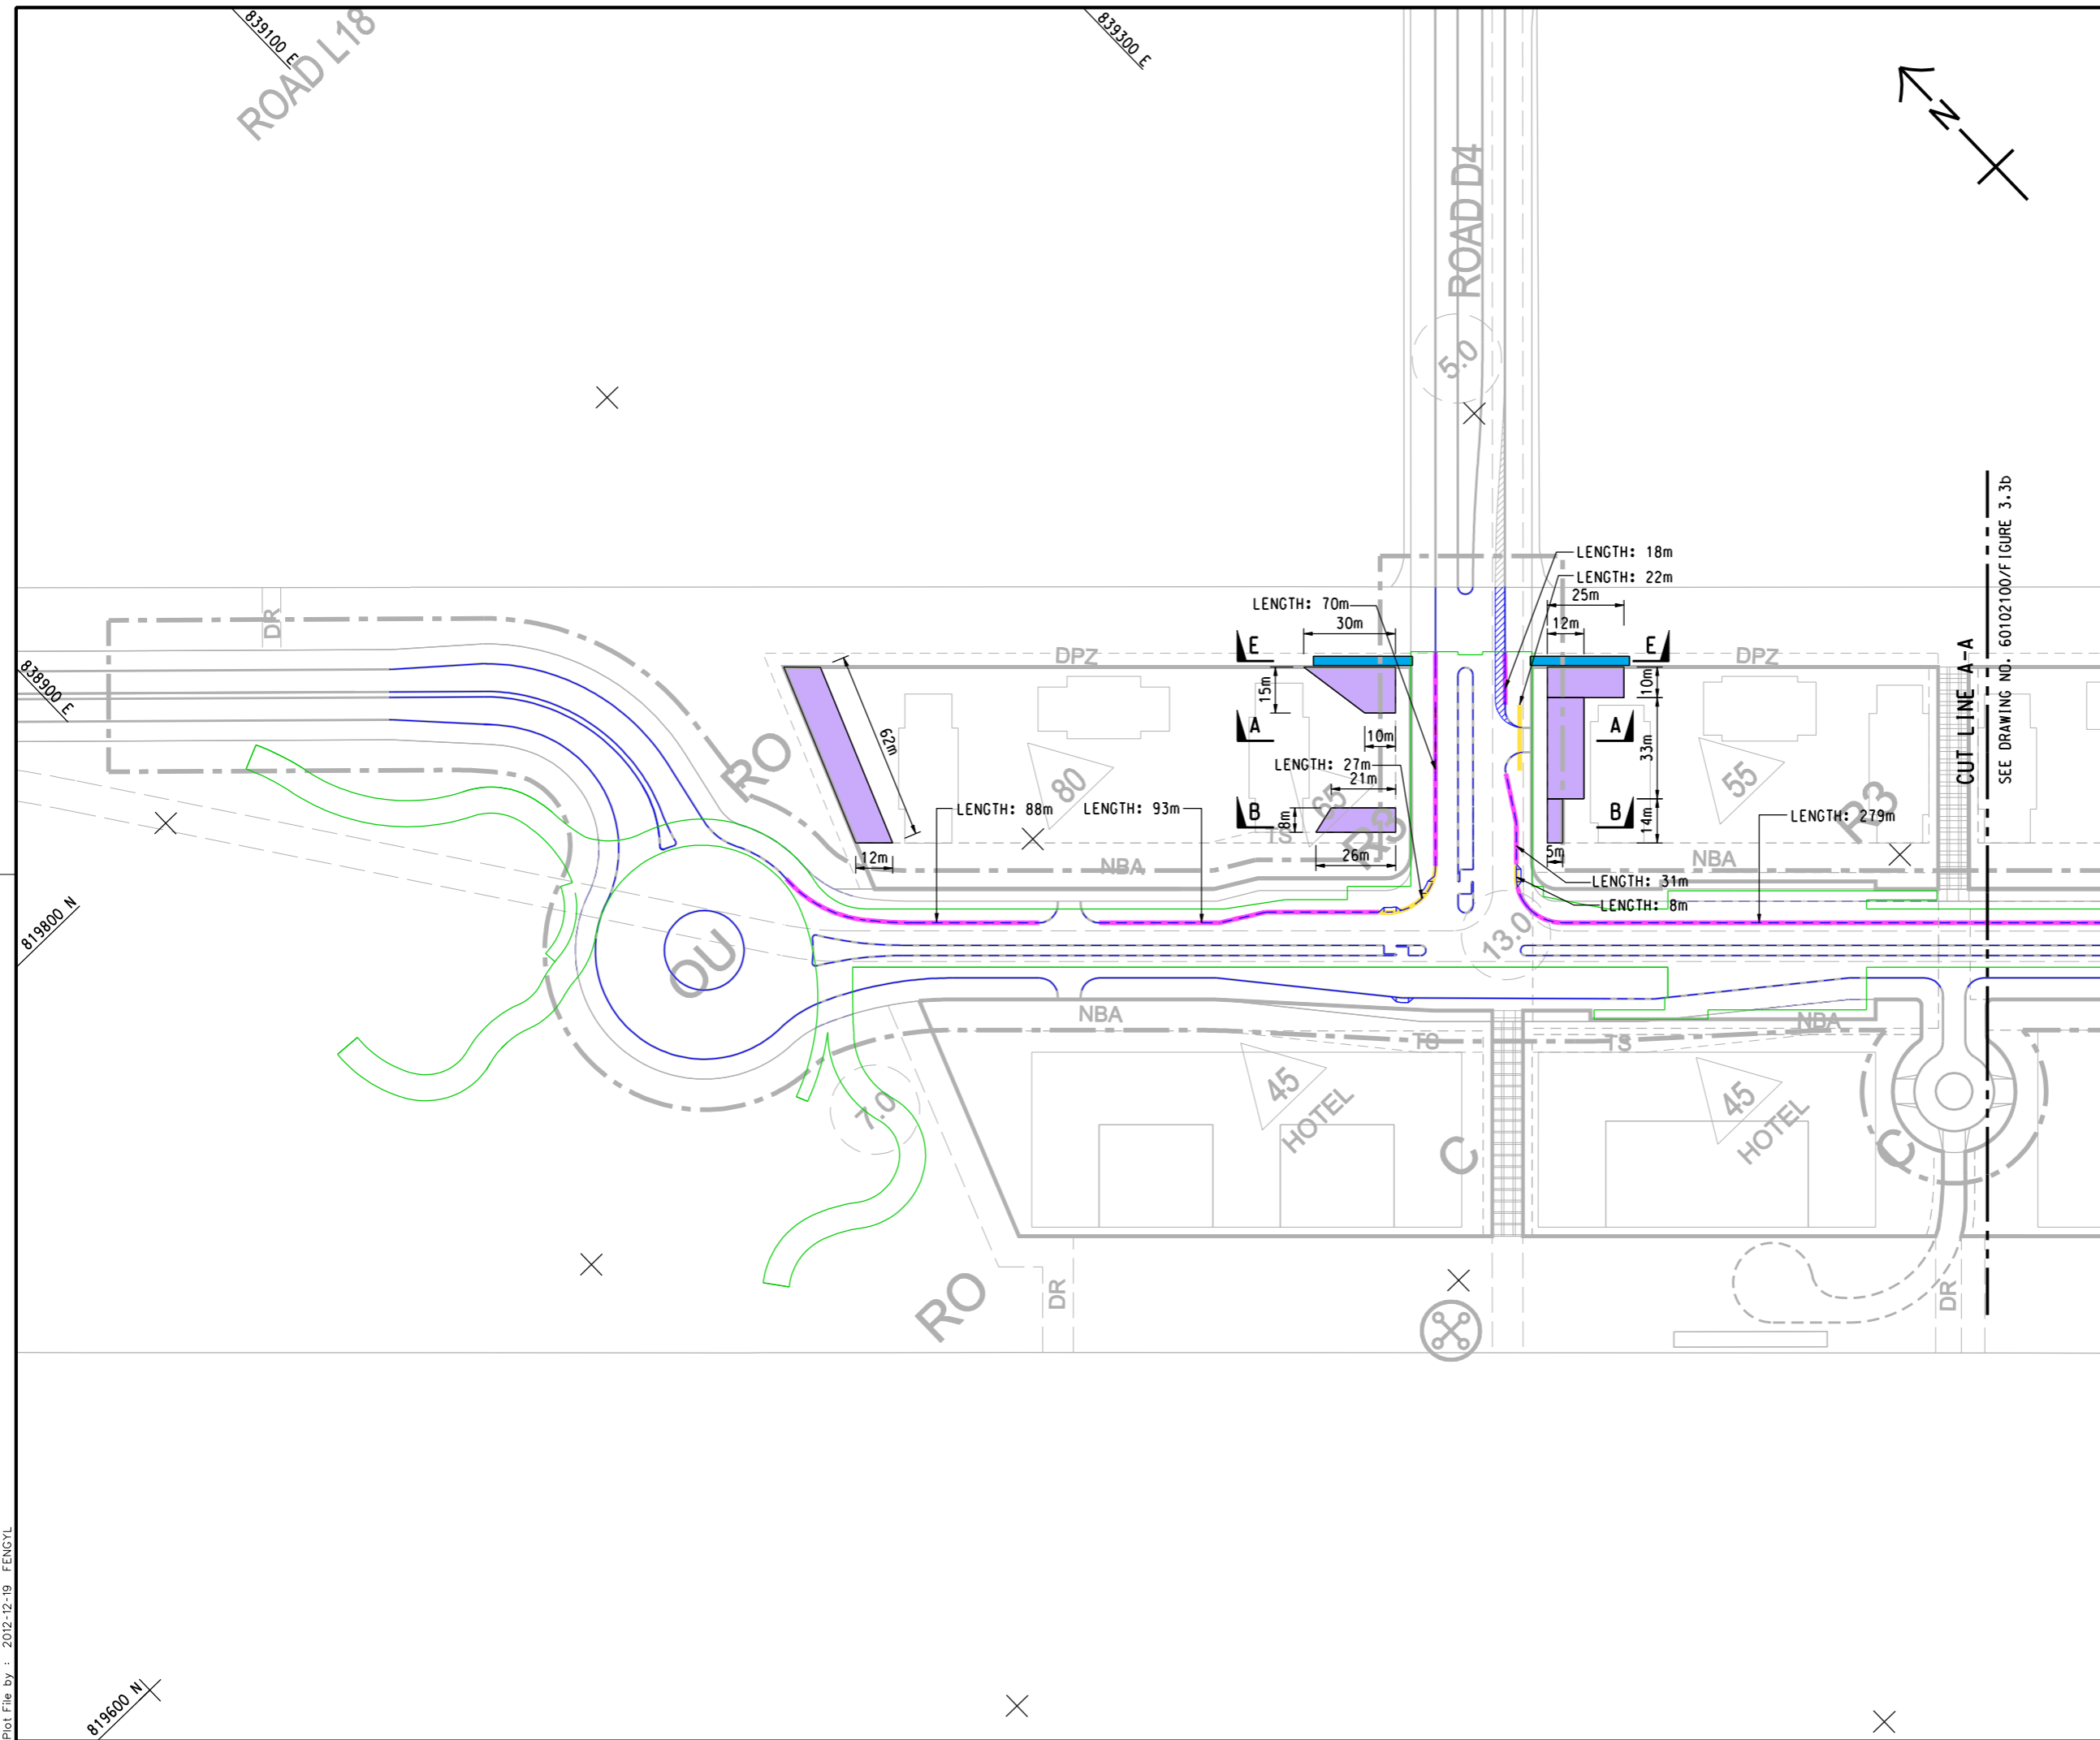 839100 E
839300 E
ROAD L18
N
ROAD D4
5.0
SEE DRAWING NO. 60102100/FIGURE 3.3b
CUT LINE A-A
LENGTH: 18m
LENGTH: 22m
25m
LENGTH: 70m
30m
12m
DR
E
E
DPZ
DPZ
838900 E
15m
10m
A
A
62m
10m
33m
RO
LENGTH: 27m
21m
80
65
55
R3
R3
LENGTH: 88m
LENGTH: 93m
B
8m
B
14m
LENGTH: 279m
TS
12m
NBA
26m
5m
NBA
LENGTH: 31m
LENGTH: 8m
819800 N
13.0
OU
NBA
NBA
TS
TS
7.0
45
HOTEL
45
HOTEL
C
C
RO
DR
DR
819600 N
Plot File by : 2012-12-19 FENGYL